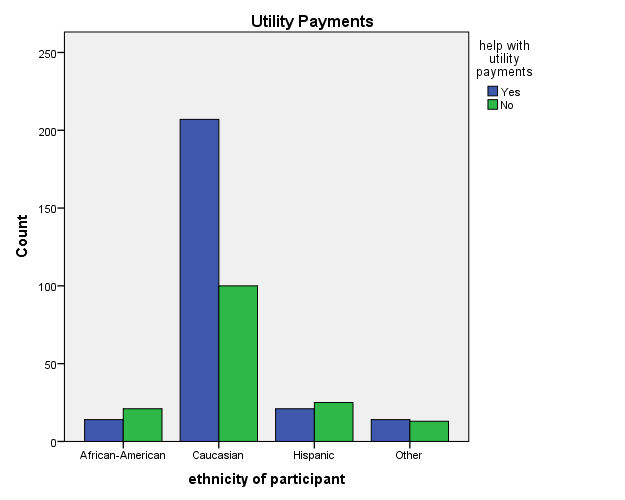 Utility Payments
help with
utility
payments
Yes
No
250
200
150
100
50
0
Count
African-American
Caucasian
Hispanic
Other
ethnicity of participant